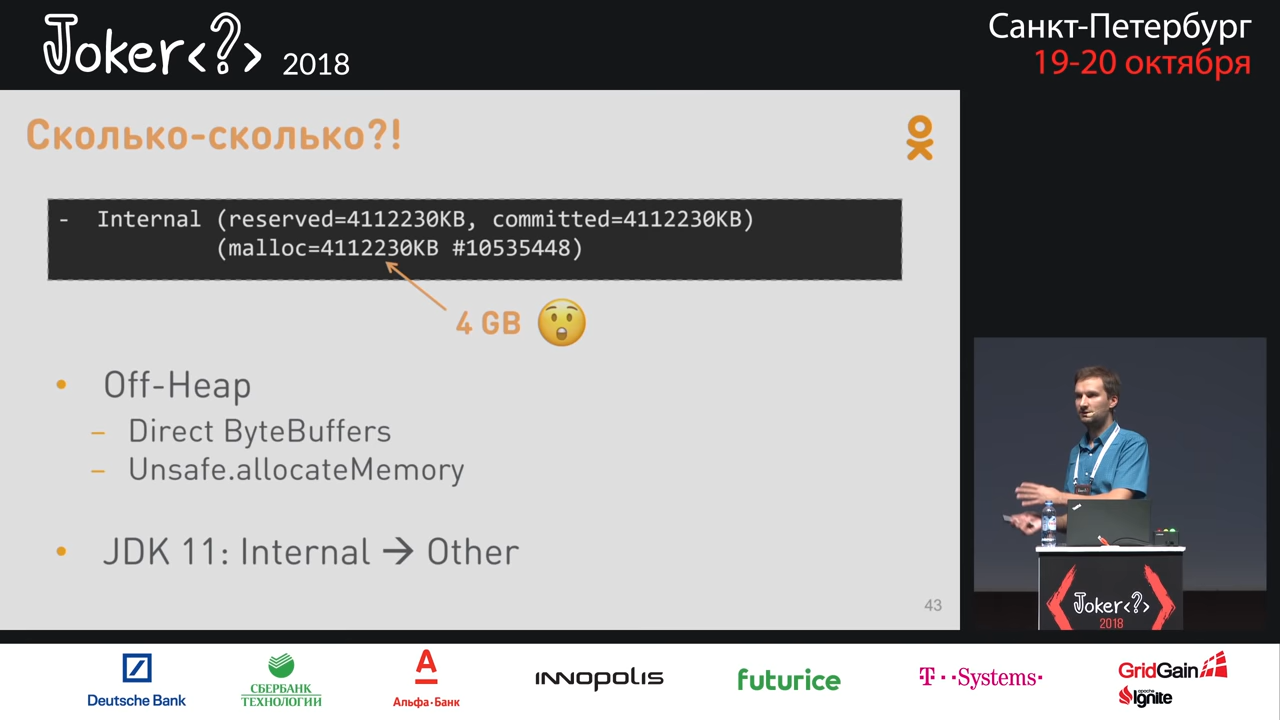 Joker<?> 2018
Санкт-Петербург
19-20 октября
Сколько-сколько?!
- Internal (reserved=4112230KB, committed=4112230KB)
(malloc=4112230KB #10535448)
4 GB
• Off-Heap
– Direct ByteBuffers
– Unsafe.allocateMemory
• JDK 11: Internal → Other
43
Joker<?>
2018
Deutsche Bank
СБЕРБАНК
ТЕХНОЛОГИИ
А
Альфа·Банк
INNOPOLIS
futurice
T··Systems·
GridGain
apache
Ignite